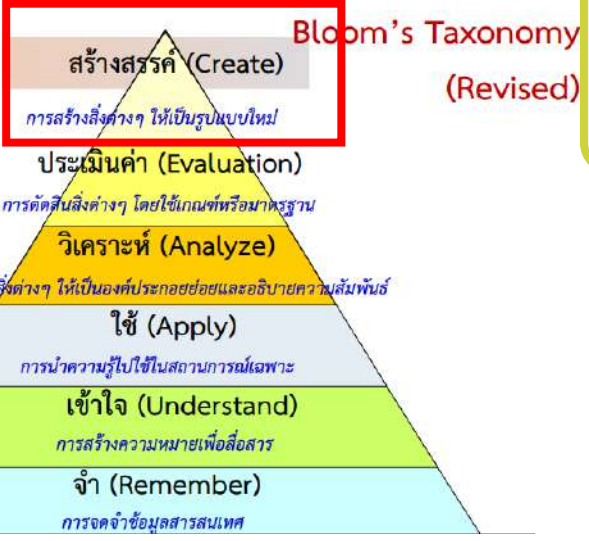 Bloom's Taxonomy
(Revised)
สร้างสรรค์ (Create)
การสร้างสิ่งต่างๆ ให้เป็นรูปแบบใหม่
ประเมินค่า (Evaluation)
การตัดสินสิ่งต่างๆ โดยใช้เกณฑ์หรือมาตรฐาน
วิเคราะห์ (Analyze)
สิ่งต่างๆ ให้เป็นองค์ประกอยย่อยและอธิบายความสัมพันธ์
ใช้ (Apply)
การนำความรู้ไปใช้ในสถานการณ์เฉพาะ
เข้าใจ (Understand)
การสร้างความหมายเพื่อสื่อสาร
จำ (Remember)
การจดจำข้อมูลสารสนเทศ